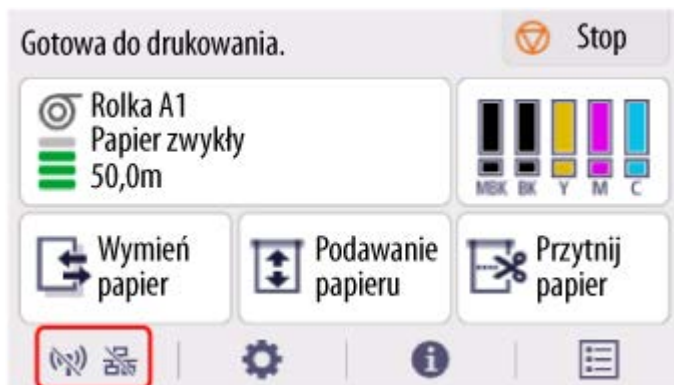 Gotowa do drukowania.
Stop
Rolka A1
Papier zwykły
50,0m
MBK BK Y M C
Wymień
papier
Podawanie
papieru
Przytnij
papier